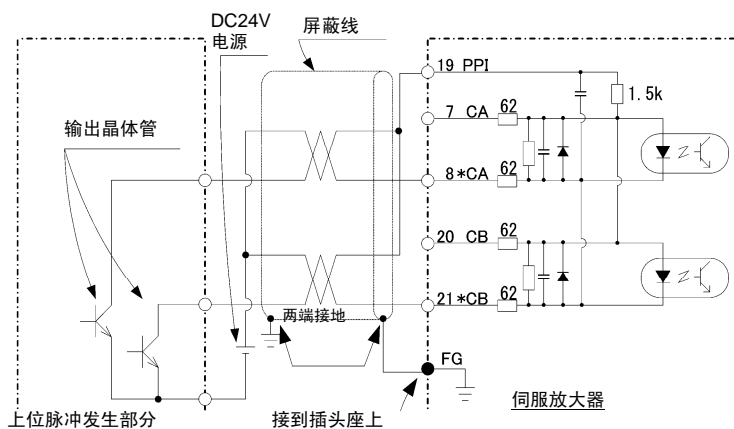 DC24V
电源
屏蔽线
19 PPI
1.5k
7 CA 62
输出晶体管
8*CA 62
20 CB 62
21*CB 62
两端接地
FG
上位脉冲发生部分
接到插头座上
伺服放大器